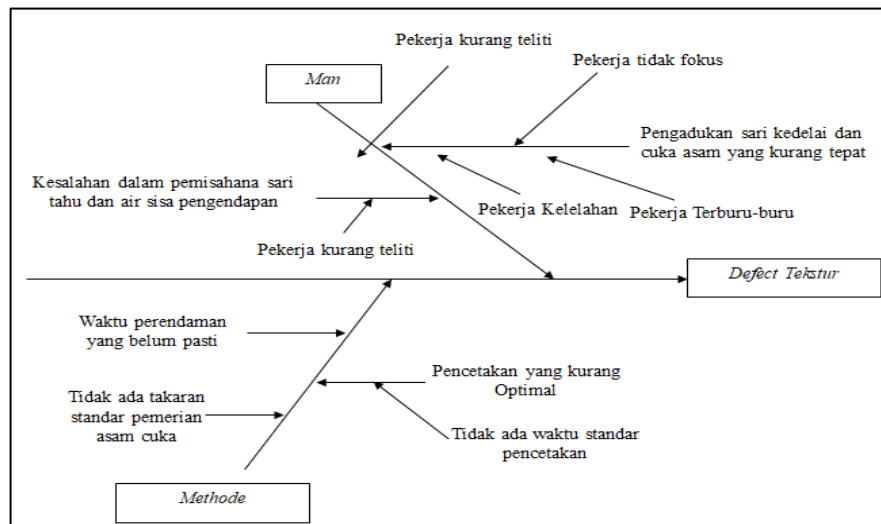 Pekerja kurang teliti
Pekerja tidak fokus
Man
Pengadukan sari kedelai dan
cuka asam yang kurang tepat
Kesalahan dalam pemisahana sari
tahu dan air sisa pengendapan
Pekerja Kelelahan
Pekerja Terburu-buru
Pekerja kurang teliti
Defect Tekstur
Waktu perendaman
yang belum pasti
Pencetakan yang kurang
Optimal
Tidak ada takaran
standar pemerian
asam cuka
Tidak ada waktu standar
pencetakan
Methode